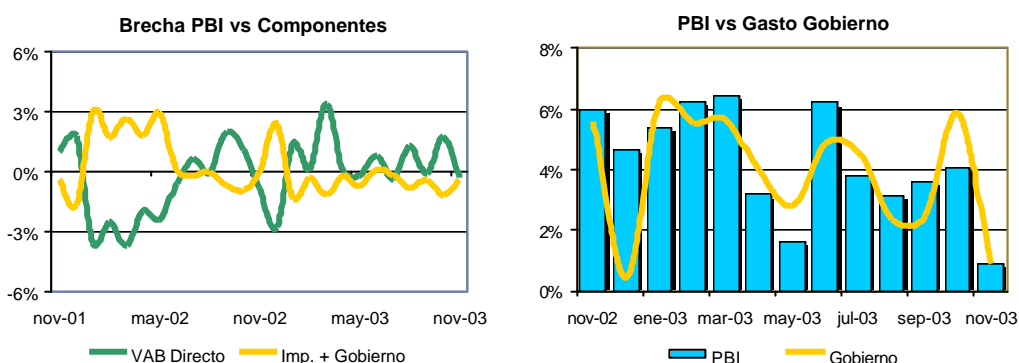 Brecha PBI vs Componentes
6%
3%
0%
-3%
-6%
nov-01 may-02 nov-02 may-03 nov-03
VAB Directo Imp. + Gobierno
PBI vs Gasto Gobierno
8%
6%
4%
2%
0%
nov-02 ene-03 mar-03 may-03 jul-03 sep-03 nov-03
PBI Gobierno